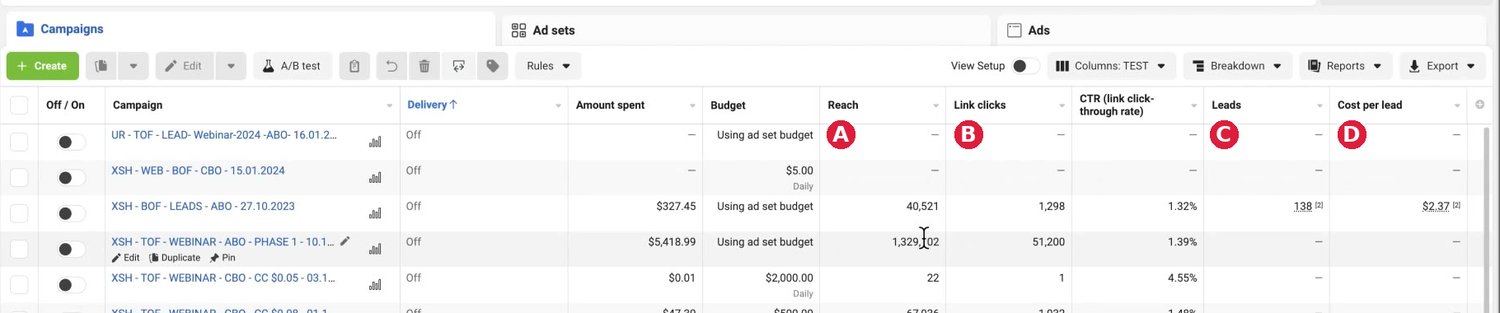 Campaigns
Ad sets
Ads
+ Create
Edit
A/B test
Rules
View Setup
Columns: TEST
Breakdown
Reports
Export
Off / On Campaign Delivery↑ Amount spent Budget Reach Link clicks CTR (link click-through rate) Leads Cost per lead
UR - TOF - LEAD- Webinar-2024 -ABO- 16.01.2... Off — Using ad set budget A — B — — C — D —
XSH - WEB - BOF - CBO - 15.01.2024 Off — $5.00 — — — — —
Daily
XSH - BOF - LEADS - ABO - 27.10.2023 Off $327.45 Using ad set budget 40,521 1,298 1.32% 138 [2] $2.37 [2]
XSH - TOF - WEBINAR - ABO - PHASE 1 - 10.1... Off $5,418.99 Using ad set budget 1,329,102 51,200 1.39% — —
Edit Duplicate Pin
XSH - TOF - WEBINAR - CBO - CC $0.05 - 03.1... Off $0.01 $2,000.00 22 1 4.55% — —
Daily